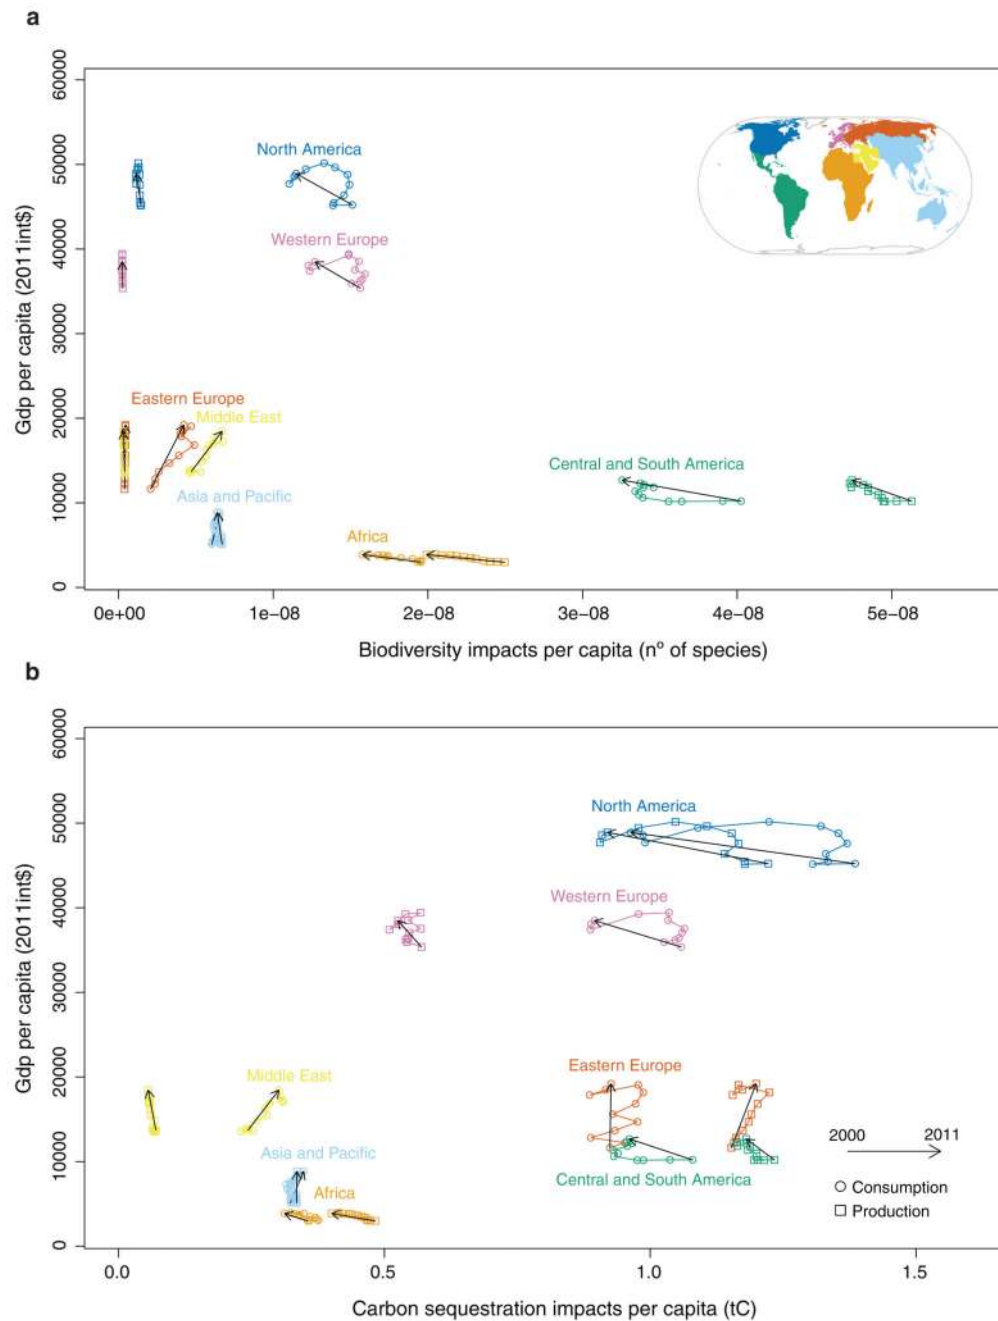 a
Gdp per capita (2011int$)
60000
50000
40000
30000
20000
10000
0
North America
Western Europe
Eastern Europe
Middle East
Asia and Pacific
Africa
Central and South America
0e+00 1e-08 2e-08 3e-08 4e-08 5e-08
Biodiversity impacts per capita (nº of species)
b
Gdp per capita (2011int$)
60000
50000
40000
30000
20000
10000
0
North America
Western Europe
Middle East
Eastern Europe
Asia and Pacific
Africa
Central and South America
2000 2011
Consumption
Production
0.0 0.5 1.0 1.5
Carbon sequestration impacts per capita (tC)